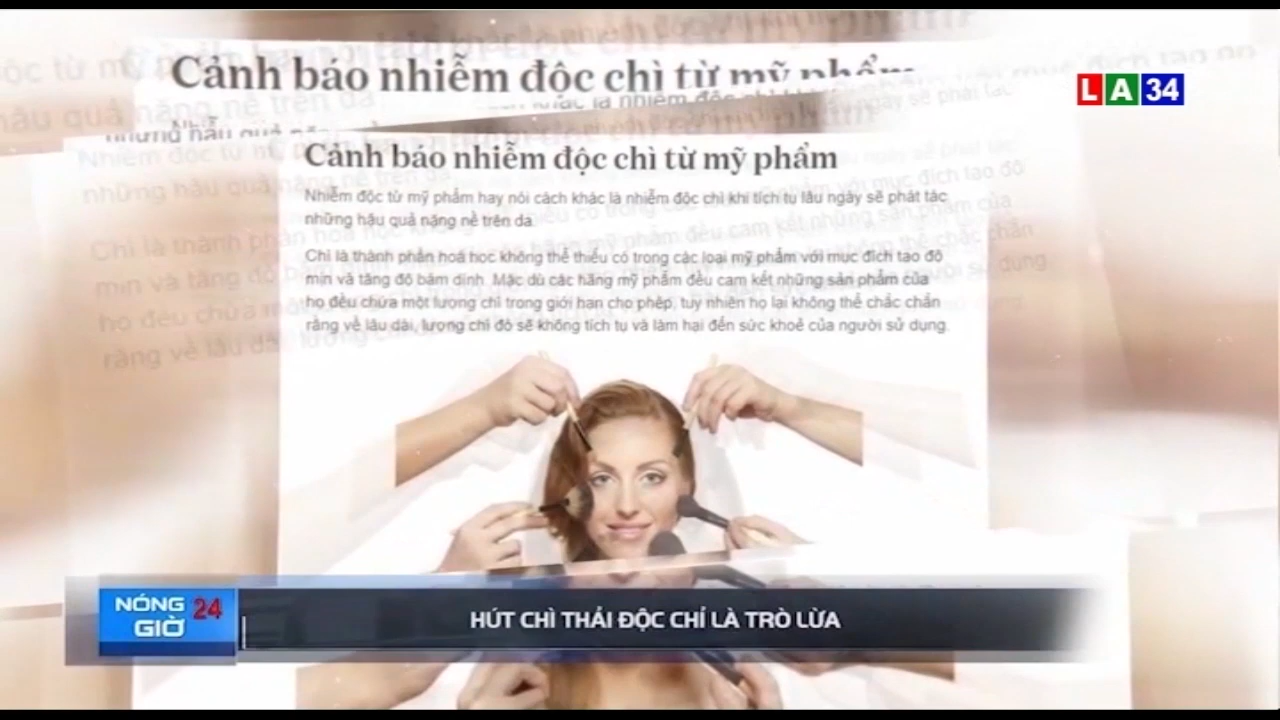 Cảnh báo nhiễm độc chì từ mỹ phẩm
LA34
Cảnh báo nhiễm độc chì từ mỹ phẩm
Nhiễm độc từ mỹ phẩm hay nói cách khác là nhiễm độc chì khi tích tụ lâu ngày sẽ phát tác
những hậu quả nặng nề trên da.
Chì là thành phần hoá học không thể thiếu có trong các loại mỹ phẩm với mục đích tạo độ
mịn và tăng độ bám dính. Mặc dù các hãng mỹ phẩm đều cam kết những sản phẩm của
họ đều chứa một lượng chì trong giới hạn cho phép, tuy nhiên họ lại không thể chắc chắn
rằng về lâu dài, lượng chì đó sẽ không tích tụ và làm hại đến sức khoẻ của người sử dụng.
NÓNG 24
GIỜ
HÚT CHÌ THẢI ĐỘC CHỈ LÀ TRÒ LỪA